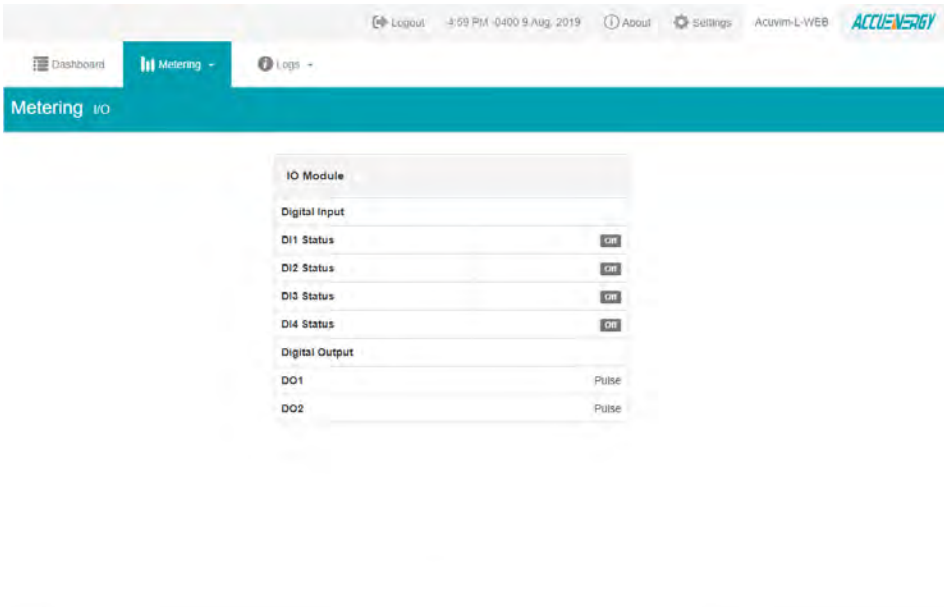 Logout 4:59 PM -0400 9 Aug, 2019 About Settings Acuvim-L-WEB ACCUENERGY
Dashboard Metering Logs
Metering I/O
IO Module
Digital Input
DI1 Status Off
DI2 Status Off
DI3 Status Off
DI4 Status Off
Digital Output
DO1 Pulse
DO2 Pulse